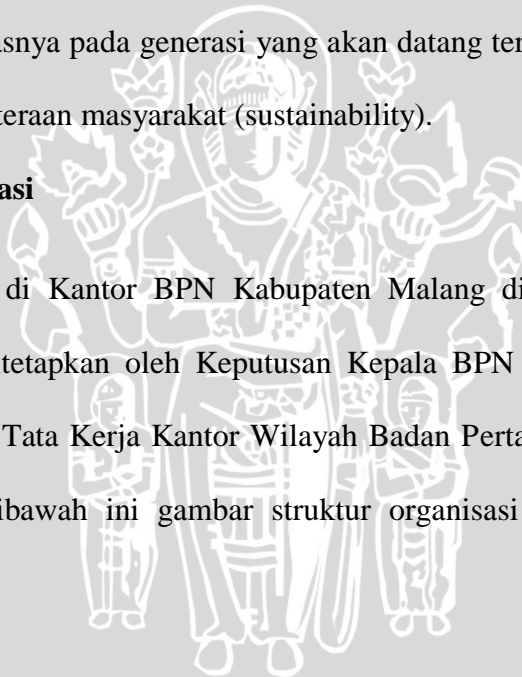 asnya pada generasi yang akan datang ter
teraan masyarakat (sustainability).
asi
di Kantor BPN Kabupaten Malang di
tetapkan oleh Keputusan Kepala BPN
Tata Kerja Kantor Wilayah Badan Perta
ibawah ini gambar struktur organisasi